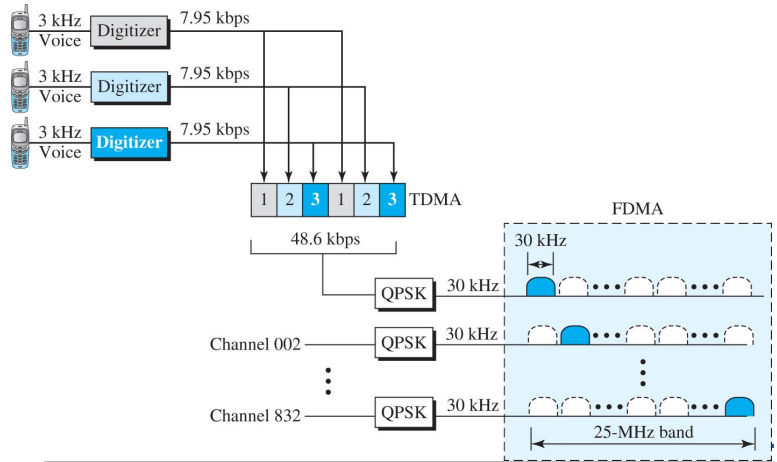 3 kHz Voice Digitizer 7.95 kbps
3 kHz Voice Digitizer 7.95 kbps
3 kHz Voice Digitizer 7.95 kbps
1 2 3 1 2 3 TDMA
48.6 kbps
FDMA
30 kHz
QPSK 30 kHz
Channel 002 QPSK 30 kHz
Channel 832 QPSK 30 kHz
25-MHz band